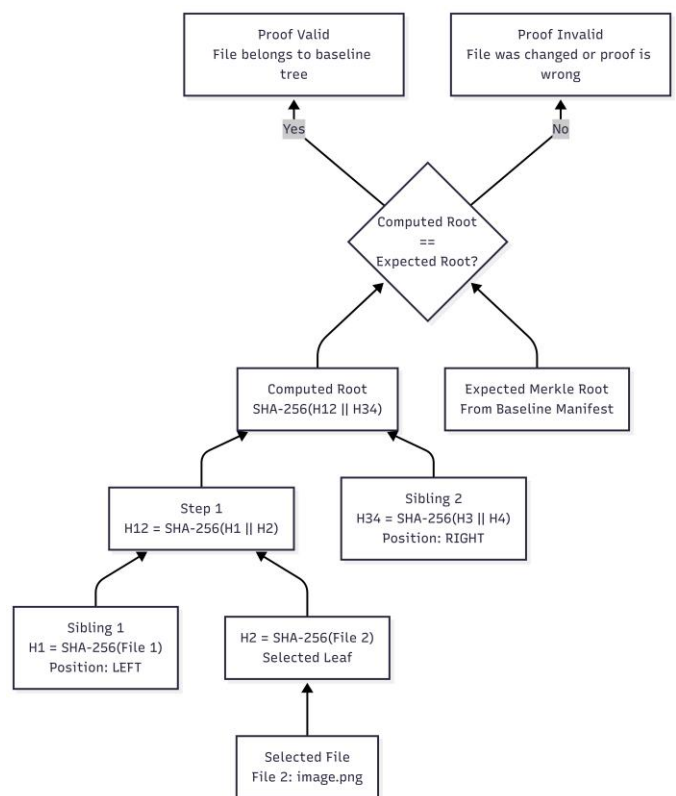 Proof Valid
File belongs to baseline
tree
Proof Invalid
File was changed or proof is
wrong
Yes
No
Computed Root
==
Expected Root?
Computed Root
SHA-256(H12 || H34)
Expected Merkle Root
From Baseline Manifest
Step 1
H12 = SHA-256(H1 || H2)
Sibling 2
H34 = SHA-256(H3 || H4)
Position: RIGHT
Sibling 1
H1 = SHA-256(File 1)
Position: LEFT
H2 = SHA-256(File 2)
Selected Leaf
Selected File
File 2: image.png